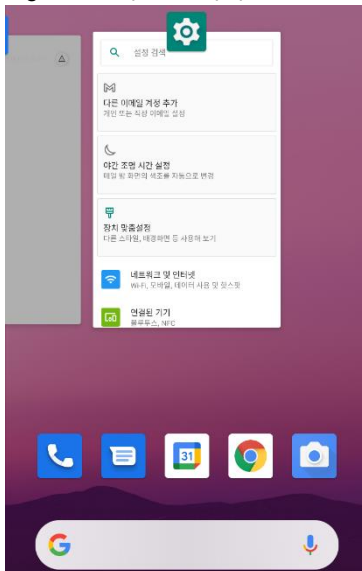 설정 검색
다른 이메일 계정 추가
개인 또는 직장 이메일 설정
야간 조명 시간 설정
매일 밤 화면의 색조를 자동으로 변경
장치 맞춤설정
다른 스타일, 배경화면 등 사용해 보기
네트워크 및 인터넷
Wi-Fi, 모바일, 데이터 사용 및 핫스팟
연결된 기기
블루투스, NFC
31